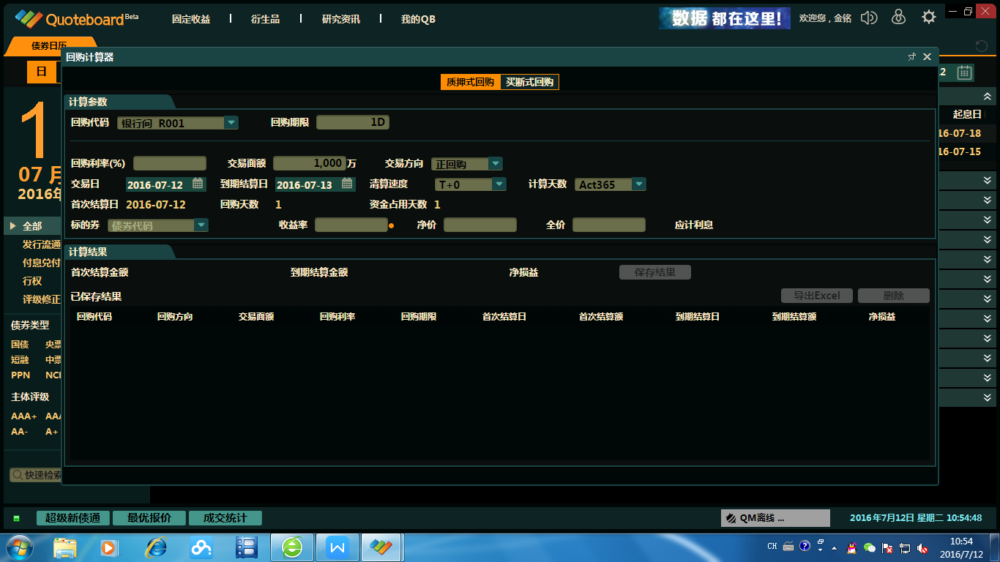 Quoteboard Beta 固定收益 衍生品 研究资讯 我的QB 数据都在这里! 欢迎您，金铭
债券日历
回购计算器
日
质押式回购 买断式回购
计算参数
回购代码 银行间 R001 回购期限 1D
起息日
16-07-18
16-07-15
1
07 月
2016年
回购利率(%) 交易面额 1,000 万 交易方向 正回购
交易日 2016-07-12 到期结算日 2016-07-13 清算速度 T+0 计算天数 Act365
首次结算日 2016-07-12 回购天数 1 资金占用天数 1
标的券 债券代码 收益率 净价 全价 应计利息
全部
发行流通
付息兑付
行权
评级修正
计算结果
首次结算金额 到期结算金额 净损益 保存结果
已保存结果 导出Excel 删除
回购代码 回购方向 交易面额 回购利率 回购期限 首次结算日 首次结算额 到期结算日 到期结算额 净损益
债券类型
国债 央票
短融 中票
PPN
主体评级
AAA+
AA- A+
快速检索
超级新债通 最优报价 成交统计 QM离线 ... 2016年7月12日 星期二 10:54:48
CH 10:54
2016/7/12